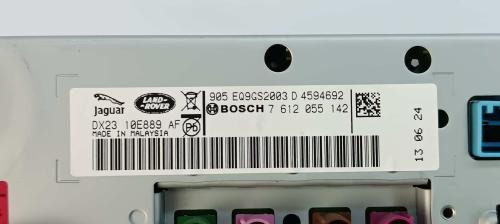 Jaguar
LAND-ROVER
905 EQ9GS2003 D 4594692
BOSCH 7 612 055 142
DX23 10E889 AF
Pb
MADE IN MALAYSIA
13 06 24